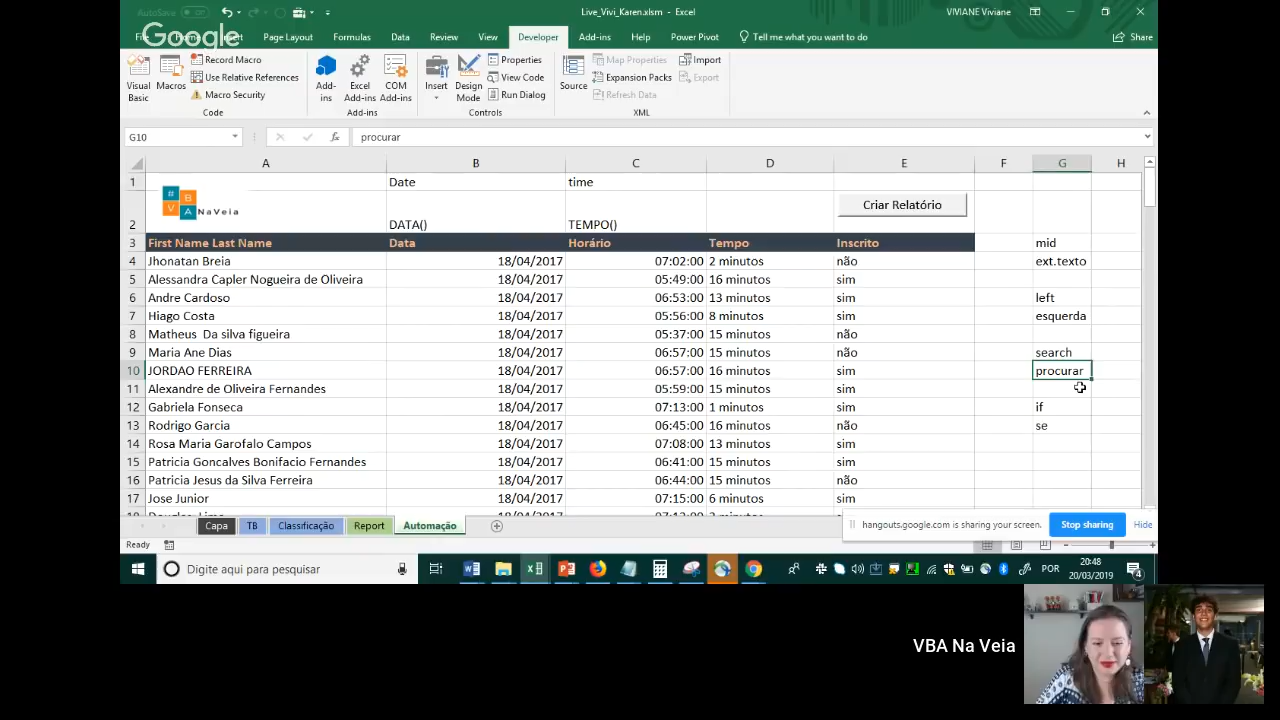 AutoSave
Live_Vivi_Karen.xlsm - Excel
VIVIANE Viviane
Google
File Home Insert Page Layout Formulas Data Review View Developer Add-ins Help Power Pivot Tell me what you want to do Share
Visual Basic
Macros
Record Macro
Use Relative References
Macro Security
Code
Add-ins
Excel Add-ins
COM Add-ins
Add-ins
Insert
Design Mode
Properties
View Code
Run Dialog
Controls
Source
Map Properties
Expansion Packs
Refresh Data
Import
Export
XML
G10 fx procurar
A B C D E F G H
1 Date time
# B V A NaVeia
Criar Relatório
2 DATA() TEMPO()
3 First Name Last Name Data Horário Tempo Inscrito mid
4 Jhonatan Breia 18/04/2017 07:02:00 2 minutos não ext.texto
5 Alessandra Capler Nogueira de Oliveira 18/04/2017 05:49:00 16 minutos sim
6 Andre Cardoso 18/04/2017 06:53:00 13 minutos sim left
7 Hiago Costa 18/04/2017 05:56:00 8 minutos sim esquerda
8 Matheus Da silva figueira 18/04/2017 05:37:00 15 minutos não
9 Maria Ane Dias 18/04/2017 06:57:00 15 minutos não search
10 JORDAO FERREIRA 18/04/2017 06:57:00 16 minutos sim procurar
11 Alexandre de Oliveira Fernandes 18/04/2017 05:59:00 15 minutos sim
12 Gabriela Fonseca 18/04/2017 07:13:00 1 minutos sim if
13 Rodrigo Garcia 18/04/2017 06:45:00 16 minutos não se
14 Rosa Maria Garofalo Campos 18/04/2017 07:08:00 13 minutos sim
15 Patricia Goncalves Bonifacio Fernandes 18/04/2017 06:41:00 15 minutos sim
16 Patricia Jesus da Silva Ferreira 18/04/2017 06:44:00 15 minutos não
17 Jose Junior 18/04/2017 07:15:00 6 minutos sim
Capa TB Classificação Report Automação
hangouts.google.com is sharing your screen. Stop sharing Hide
Ready
Digite aqui para pesquisar
POR
20:48
20/03/2019
4
VBA Na Veia